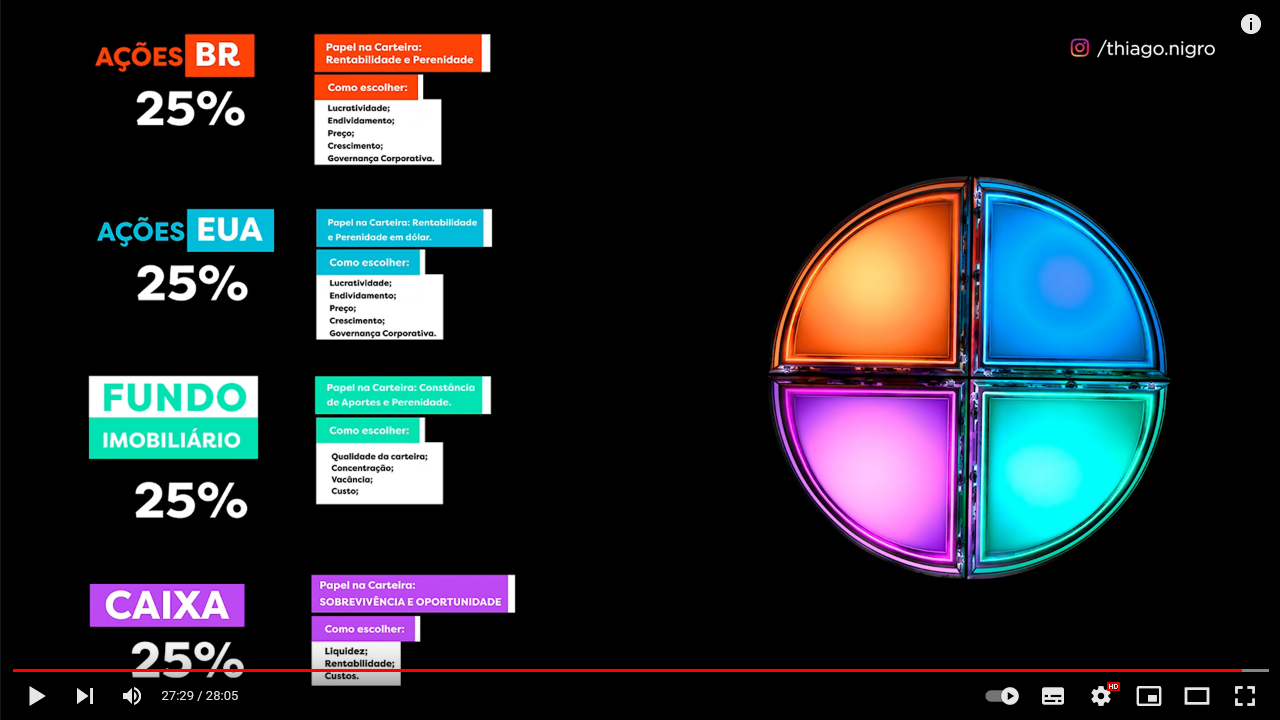 /thiago.nigro
AÇÕES BR
25%
Papel na Carteira:
Rentabilidade e Perenidade
Como escolher:
Lucratividade;
Endividamento;
Preço;
Crescimento;
Governança Corporativa.
AÇÕES EUA
25%
Papel na Carteira: Rentabilidade
e Perenidade em dólar.
Como escolher:
Lucratividade;
Endividamento;
Preço;
Crescimento;
Governança Corporativa.
FUNDO
IMOBILIÁRIO
25%
Papel na Carteira: Constância
de Aportes e Perenidade.
Como escolher:
Qualidade da carteira;
Concentração;
Vacância;
Custo;
CAIXA
25%
Papel na Carteira:
SOBREVIVÊNCIA E OPORTUNIDADE
Como escolher:
Liquidez;
Rentabilidade;
Custos.
27:29 / 28:05
HD